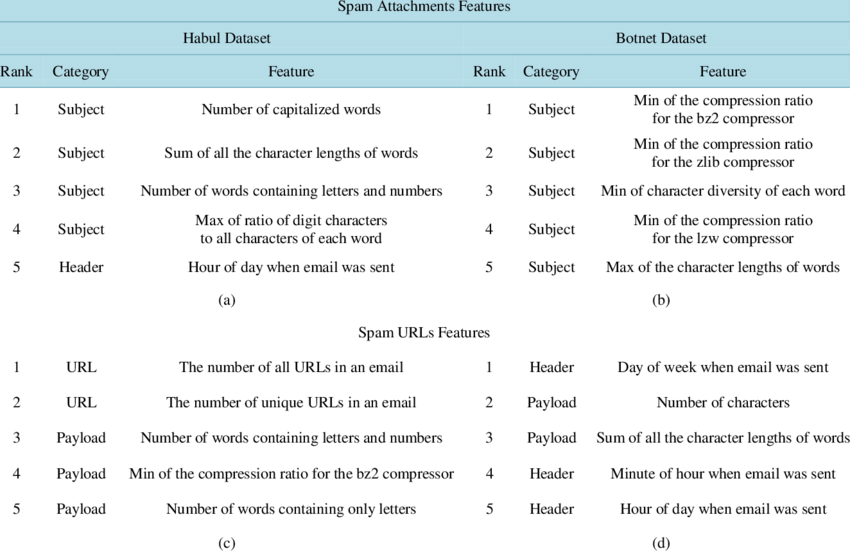 Spam Attachments Features
Habul Dataset Botnet Dataset
Rank Category Feature Rank Category Feature
1 Subject Number of capitalized words 1 Subject Min of the compression ratio for the bz2 compressor
2 Subject Sum of all the character lengths of words 2 Subject Min of the compression ratio for the zlib compressor
3 Subject Number of words containing letters and numbers 3 Subject Min of character diversity of each word
4 Subject Max of ratio of digit characters to all characters of each word 4 Subject Min of the compression ratio for the lzw compressor
5 Header Hour of day when email was sent 5 Subject Max of the character lengths of words
(a) (b)
Spam URLs Features
1 URL The number of all URLs in an email 1 Header Day of week when email was sent
2 URL The number of unique URLs in an email 2 Payload Number of characters
3 Payload Number of words containing letters and numbers 3 Payload Sum of all the character lengths of words
4 Payload Min of the compression ratio for the bz2 compressor 4 Header Minute of hour when email was sent
5 Payload Number of words containing only letters 5 Header Hour of day when email was sent
(c) (d)